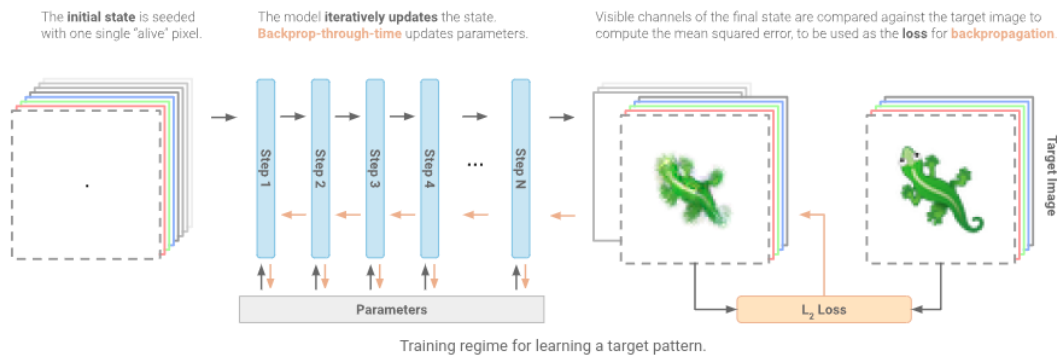 The initial state is seeded
with one single “alive” pixel.
The model iteratively updates the state.
Backprop-through-time updates parameters.
Visible channels of the final state are compared against the target image to
compute the mean squared error, to be used as the loss for backpropagation.
Step 1
Step 2
Step 3
Step 4
...
Step N
Target Image
Parameters
L₂ Loss
Training regime for learning a target pattern.